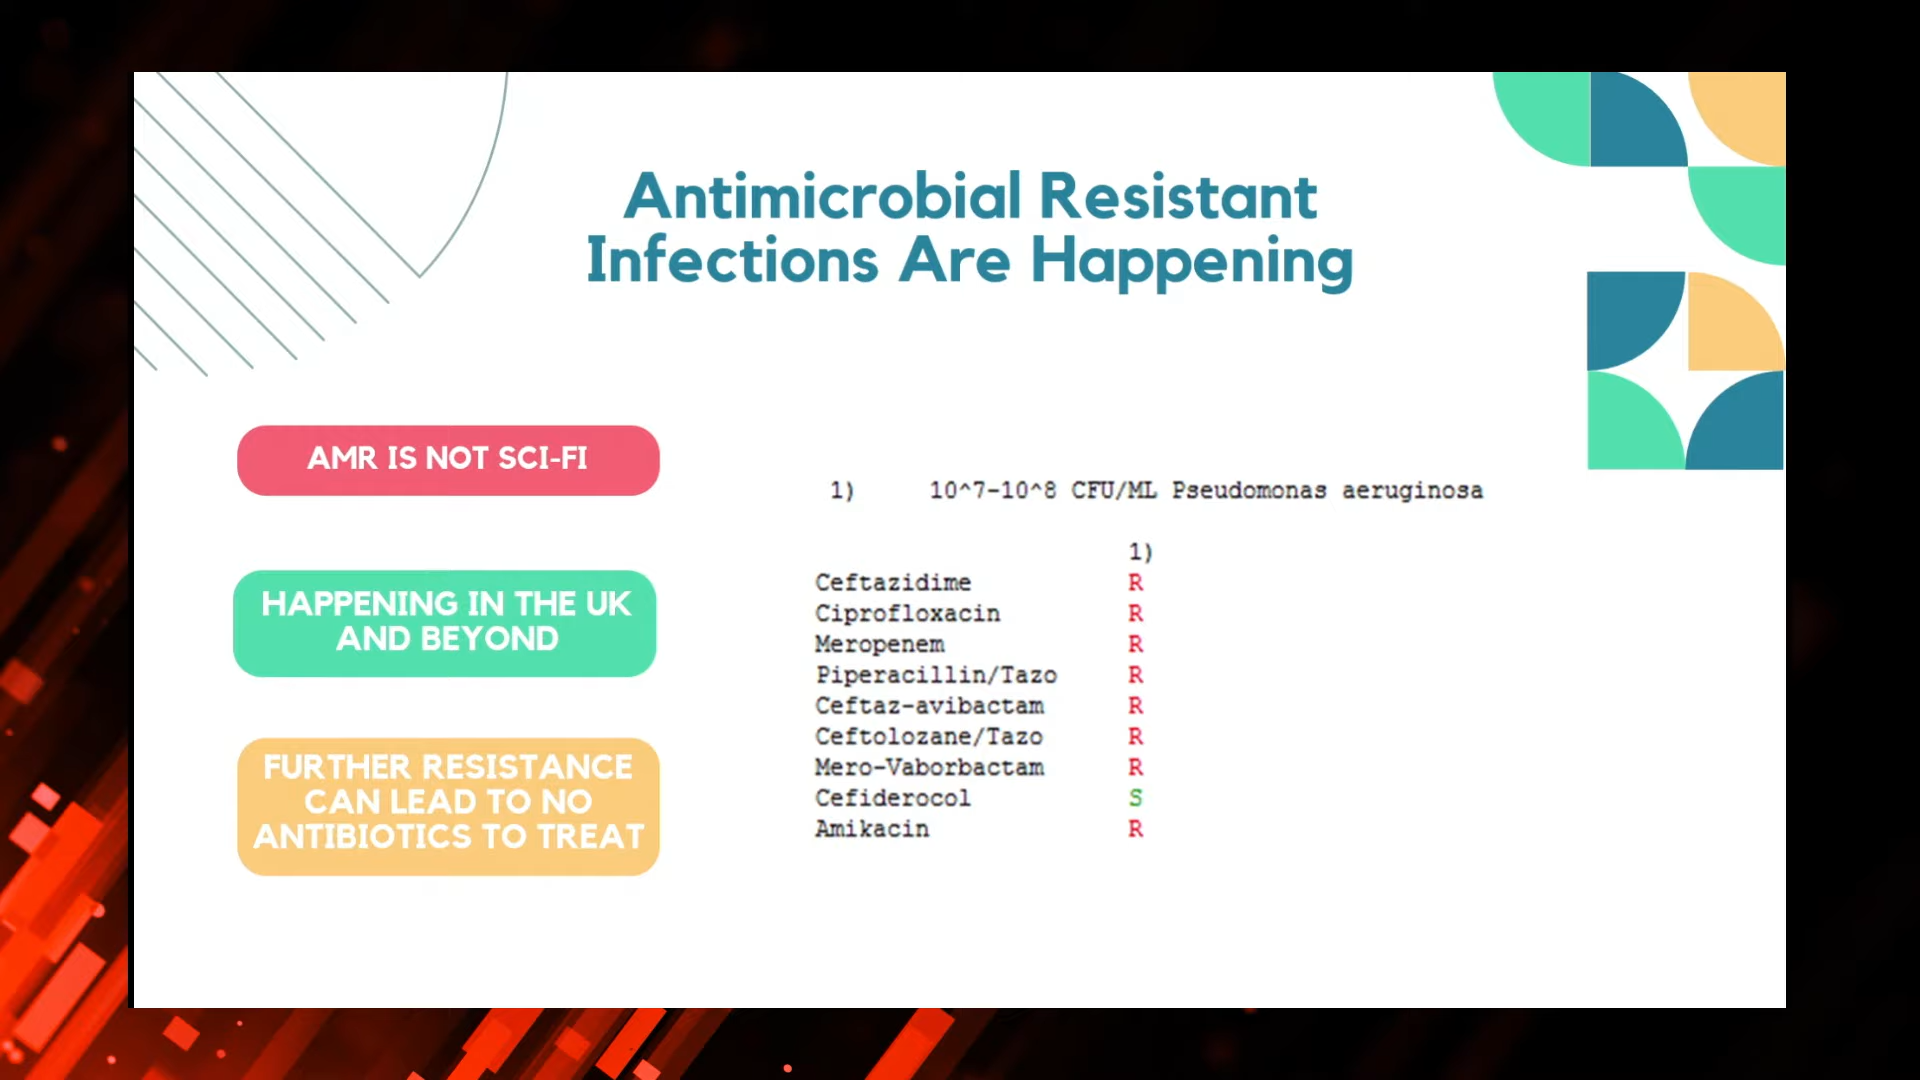 Antimicrobial Resistant
Infections Are Happening
AMR IS NOT SCI-FI
HAPPENING IN THE UK
AND BEYOND
FURTHER RESISTANCE
CAN LEAD TO NO
ANTIBIOTICS TO TREAT
1) 10^7-10^8 CFU/ML Pseudomonas aeruginosa
1)
Ceftazidime R
Ciprofloxacin R
Meropenem R
Piperacillin/Tazo R
Ceftaz-avibactam R
Ceftolozane/Tazo R
Mero-Vaborbactam R
Cefiderocol S
Amikacin R